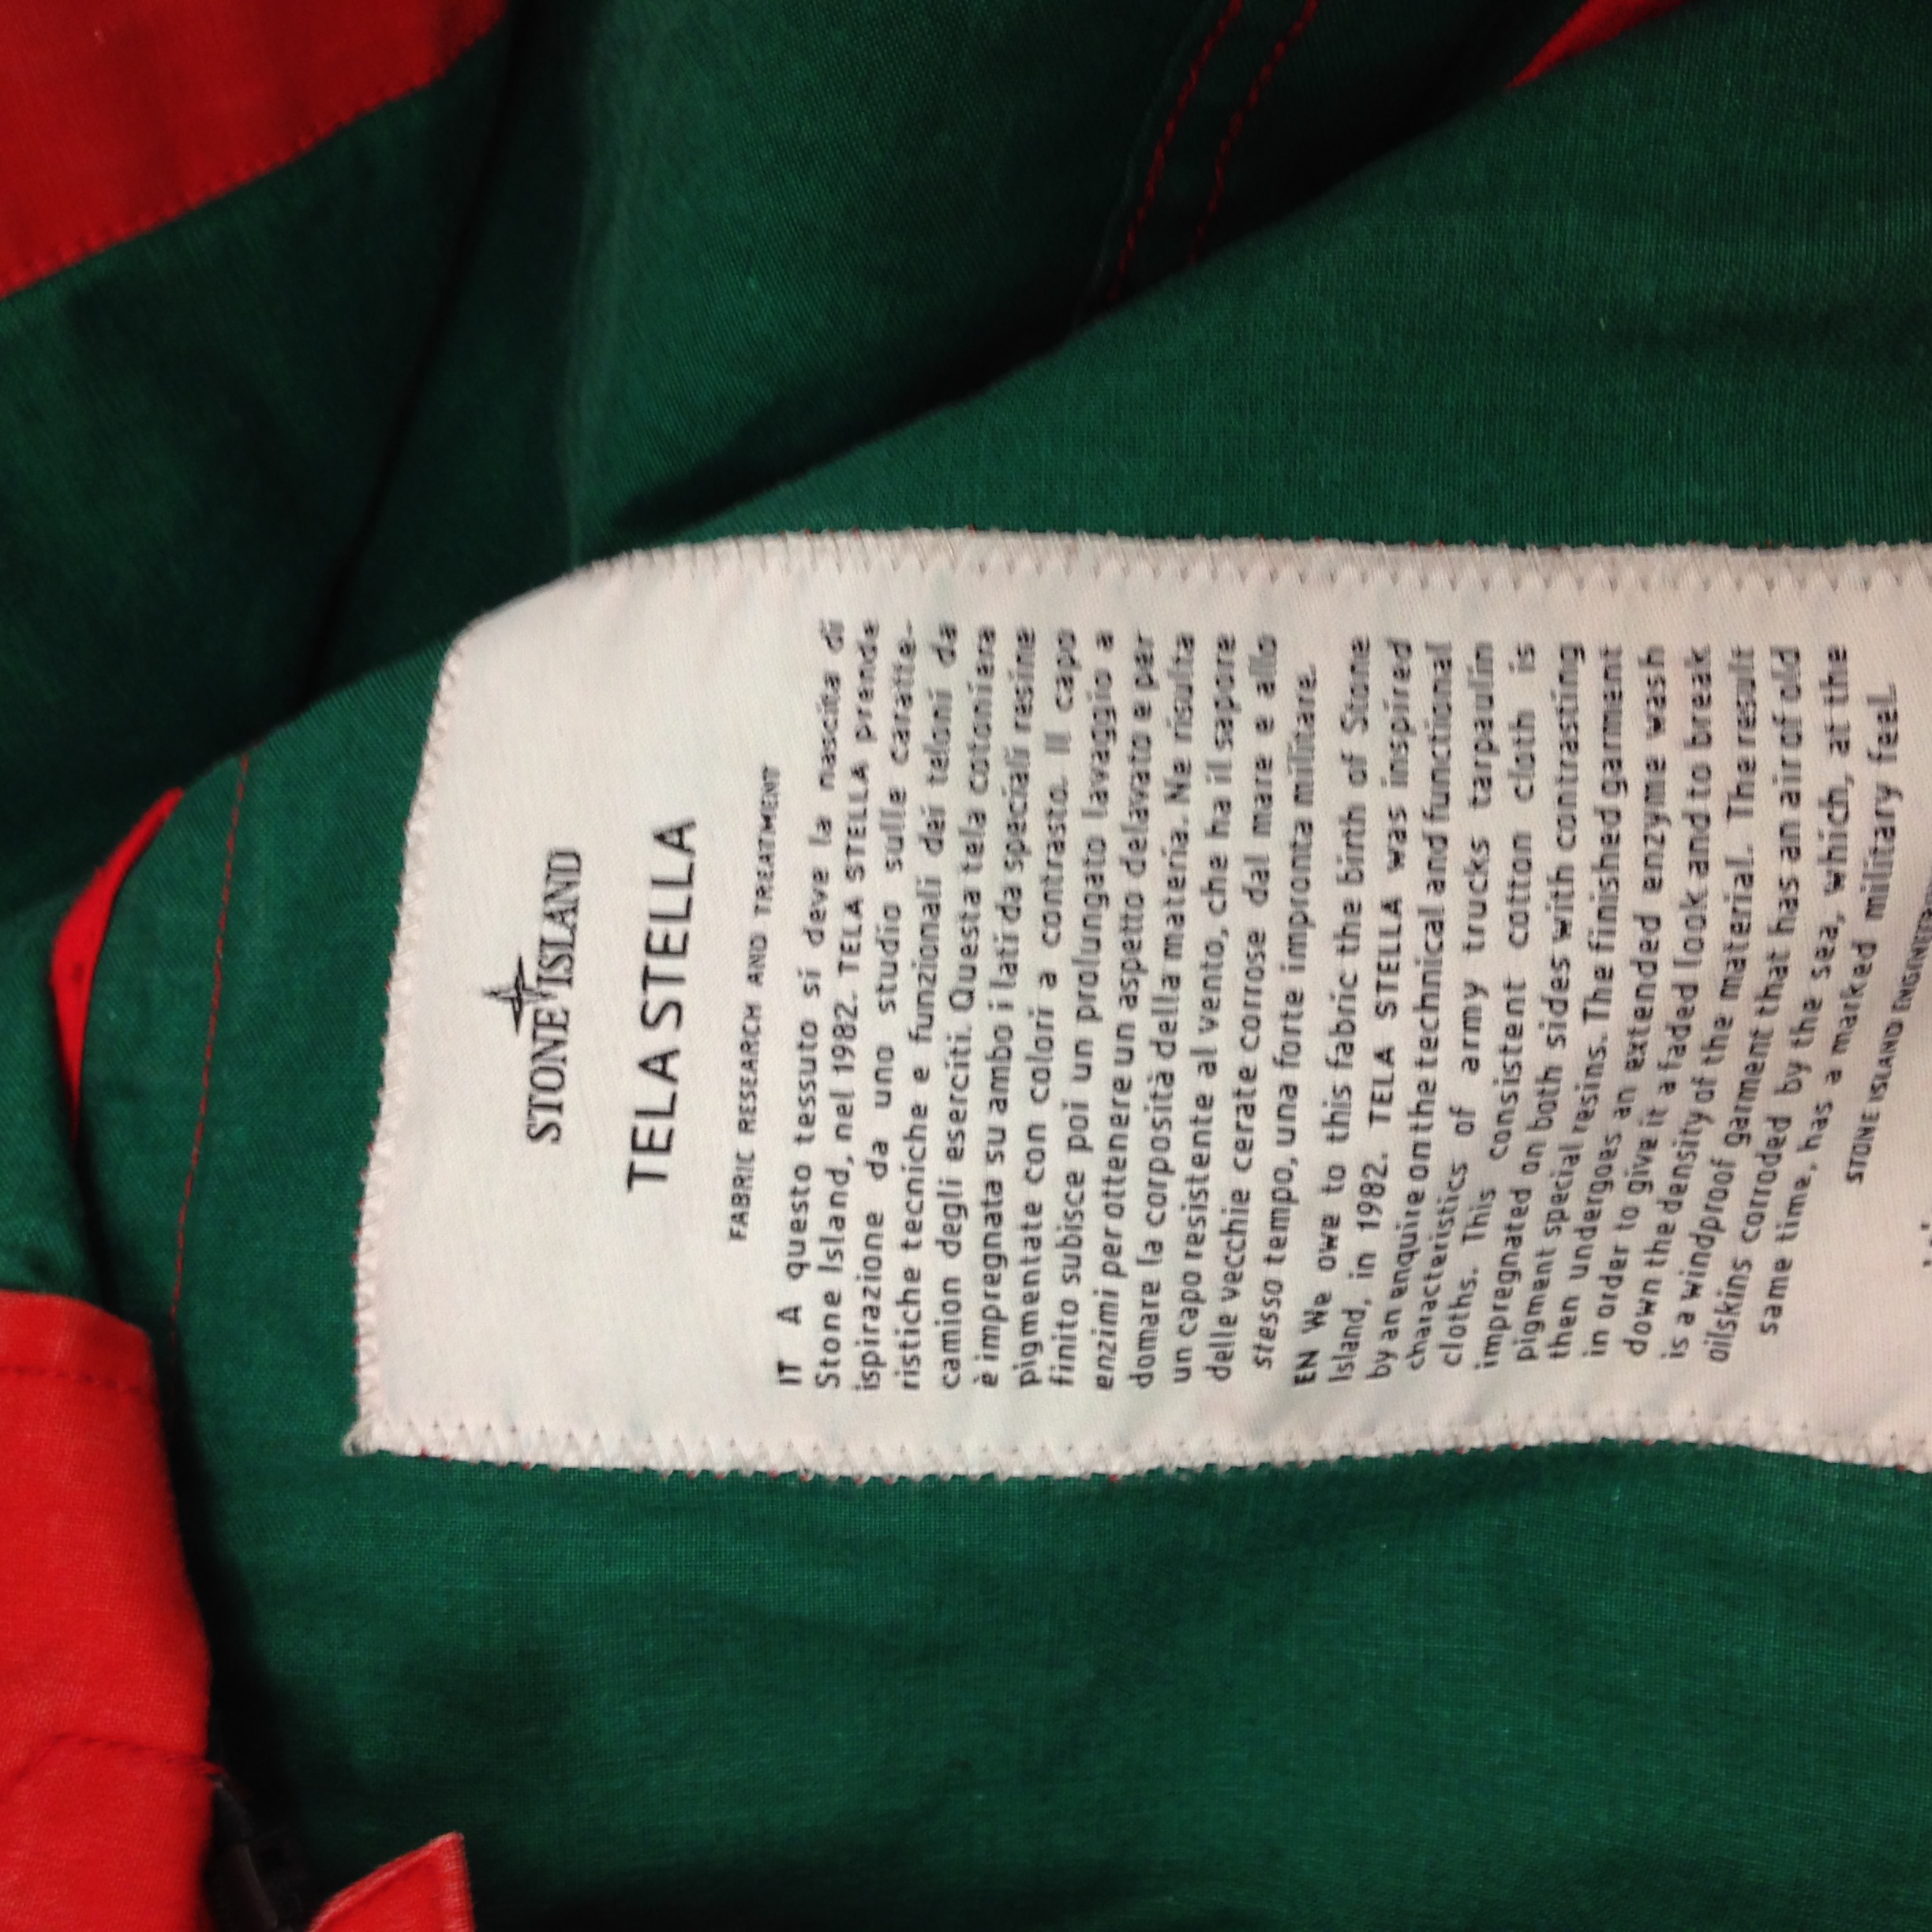 STONE ISLAND
TELA STELLA
FABRIC RESEARCH AND TREATMENT
IT A questo tessuto si deve la nascita di
Stone Island, nel 1982. TELA STELLA prende
ispirazione da uno studio sulle caratte-
ristiche tecniche e funzionali dei teloni da
camion degli eserciti. Questa tela cotoniera
è impregnata su ambo i lati da speciali resine
pigmentate con colori a contrasto. Il capo
finito subisce poi un prolungato lavaggio a
enzimi per ottenere un aspetto delavato e per
domare la corposità della materia. Ne risulta
un capo resistente al vento, che ha il sapore
delle vecchie cerate corrose dal mare e allo
stesso tempo, una forte impronta militare.
EN We owe to this fabric the birth of Stone
Island, in 1982. TELA STELLA was inspired
by an enquire on the technical and functional
characteristics of army trucks tarpaulin
cloths. This consistent cotton cloth is
impregnated on both sides with contrasting
pigment special resins. The finished garment
then undergoes an extended enzyme wash
in order to give it a faded look and to break
down the density of the material. The result
is a windproof garment that has an air of old
oilskins corroded by the sea, which, at the
same time, has a marked military feel.
STONE ISLAND